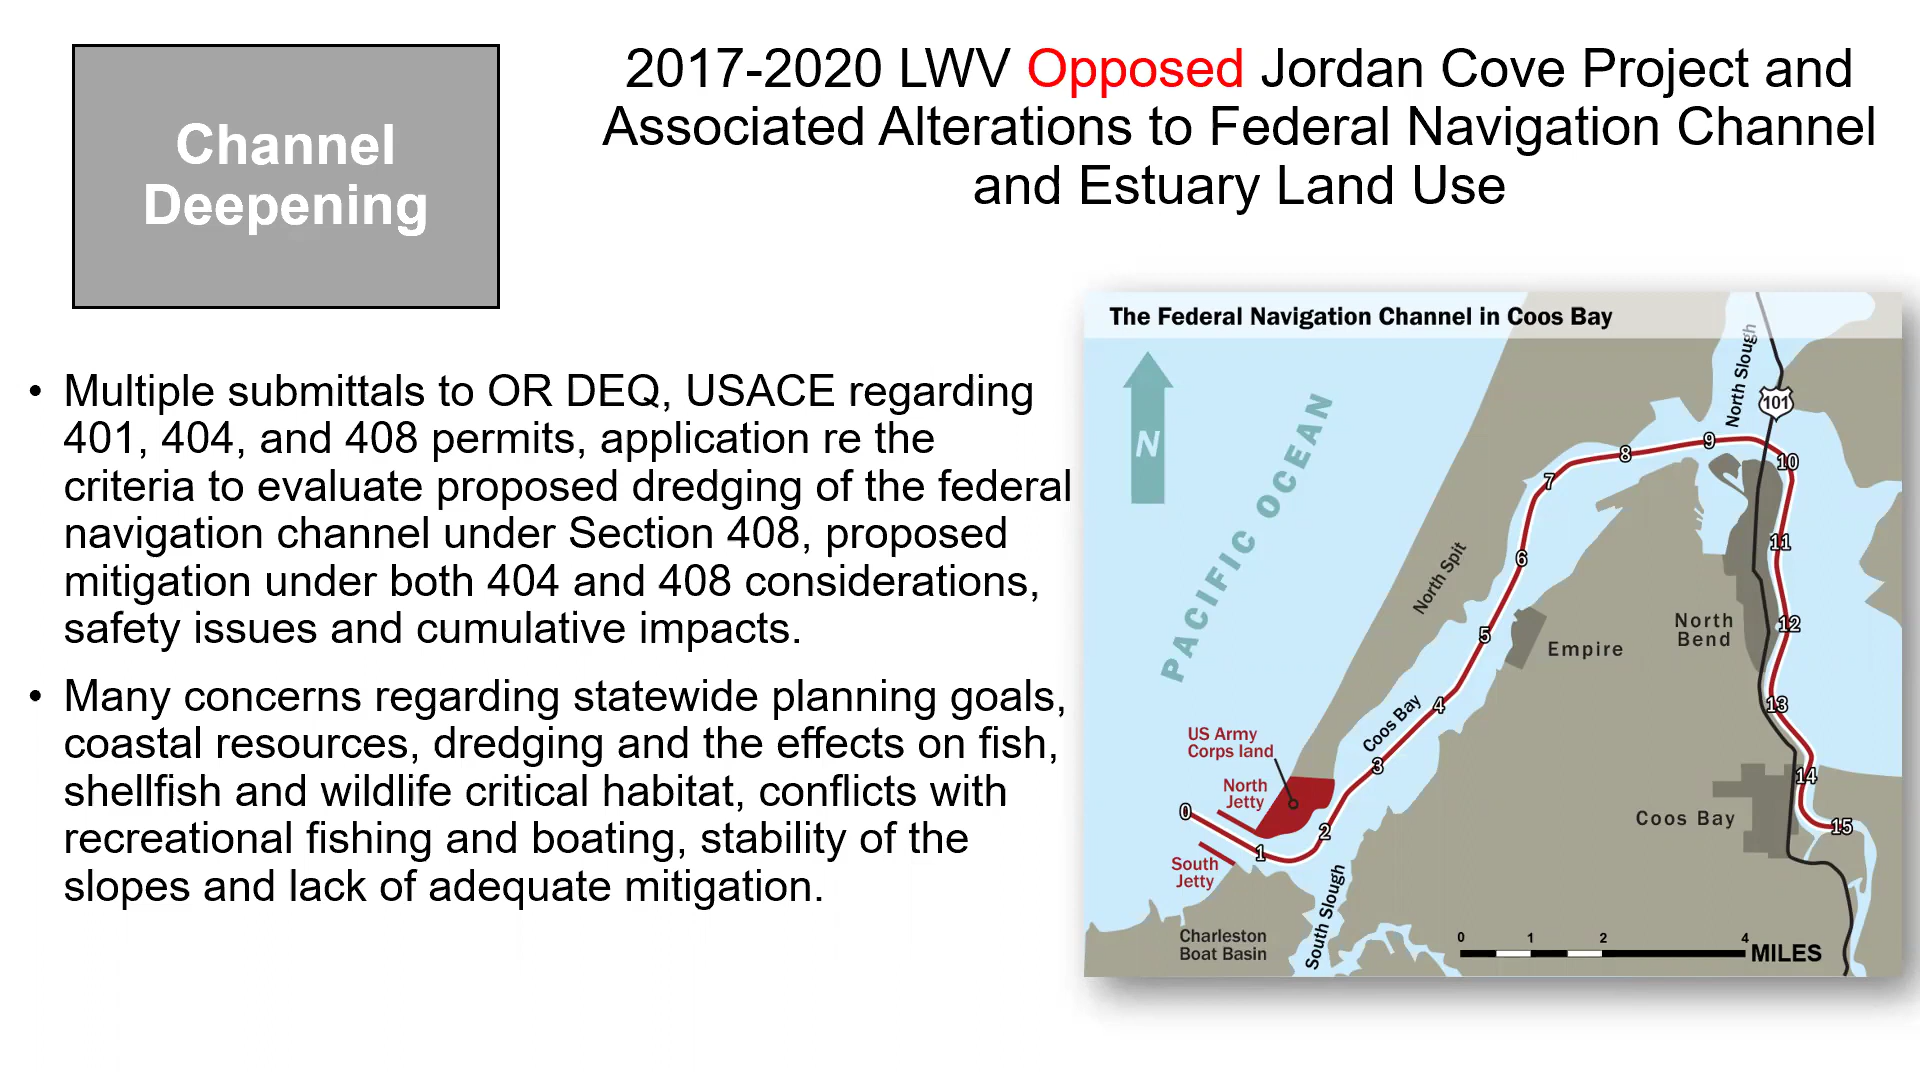 Channel
Deepening
2017-2020 LWV Opposed Jordan Cove Project and
Associated Alterations to Federal Navigation Channel
and Estuary Land Use
• Multiple submittals to OR DEQ, USACE regarding
401, 404, and 408 permits, application re the
criteria to evaluate proposed dredging of the federal
navigation channel under Section 408, proposed
mitigation under both 404 and 408 considerations,
safety issues and cumulative impacts.
• Many concerns regarding statewide planning goals,
coastal resources, dredging and the effects on fish,
shellfish and wildlife critical habitat, conflicts with
recreational fishing and boating, stability of the
slopes and lack of adequate mitigation.
The Federal Navigation Channel in Coos Bay
N
PACIFIC OCEAN
North Slough
101
North Spit
Empire
North
Bend
Coos Bay
US Army
Corps land
North
Jetty
South
Jetty
Coos Bay
South Slough
Charleston
Boat Basin
0
1
2
3
4
5
6
7
8
9
10
11
12
13
14
15
0 1 2 4
MILES